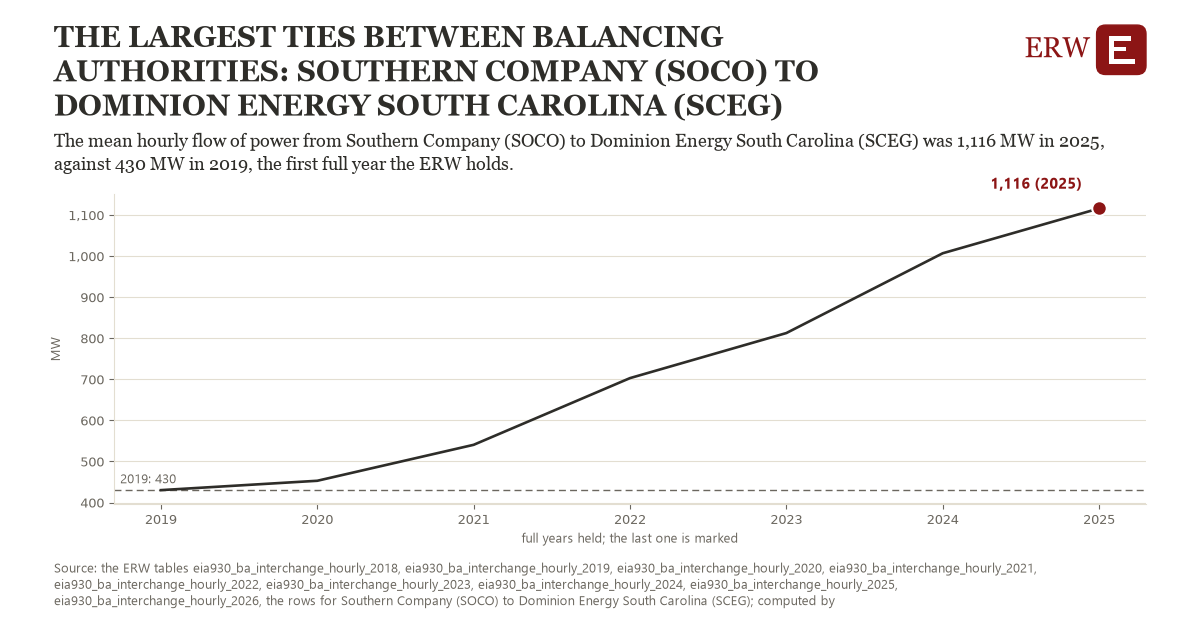 THE LARGEST TIES BETWEEN BALANCING
AUTHORITIES: SOUTHERN COMPANY (SOCO) TO
DOMINION ENERGY SOUTH CAROLINA (SCEG)
ERW E
The mean hourly flow of power from Southern Company (SOCO) to Dominion Energy South Carolina (SCEG) was 1,116 MW in 2025,
against 430 MW in 2019, the first full year the ERW holds.
1,116 (2025)
1,100
1,000
900
800
700
600
500
400
MW
2019: 430
2019 2020 2021 2022 2023 2024 2025
full years held; the last one is marked
Source: the ERW tables eia930_ba_interchange_hourly_2018, eia930_ba_interchange_hourly_2019, eia930_ba_interchange_hourly_2020, eia930_ba_interchange_hourly_2021,
eia930_ba_interchange_hourly_2022, eia930_ba_interchange_hourly_2023, eia930_ba_interchange_hourly_2024, eia930_ba_interchange_hourly_2025,
eia930_ba_interchange_hourly_2026, the rows for Southern Company (SOCO) to Dominion Energy South Carolina (SCEG); computed by